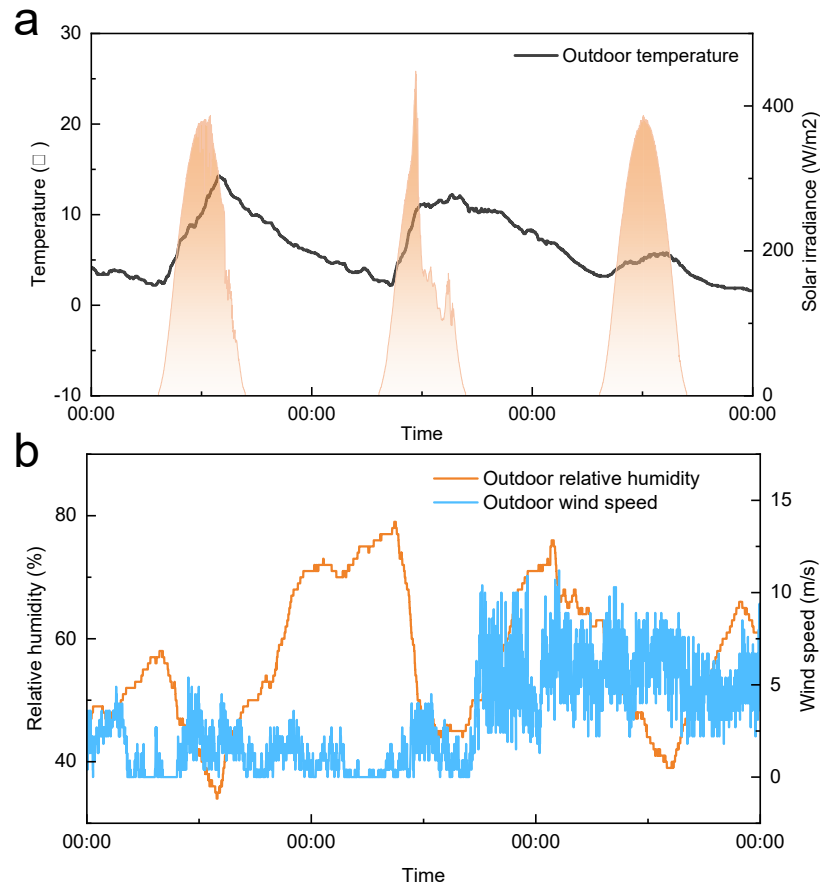 a
30
20
10
0
-10
Temperature (□ )
Outdoor temperature
400
200
0
Solar irradiance (W/m2)
00:00
00:00
00:00
00:00
Time
b
80
60
40
Relative humidity (%)
Outdoor relative humidity
Outdoor wind speed
15
10
5
0
Wind speed (m/s)
00:00
00:00
00:00
00:00
Time